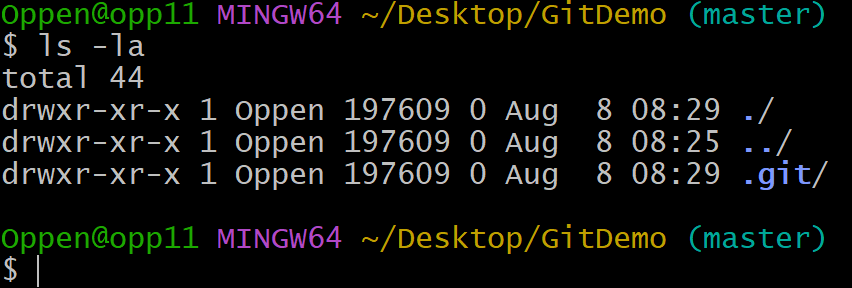 Oppen@opp11 MINGW64 ~/Desktop/GitDemo (master)
$ ls -la
total 44
drwxr-xr-x 1 Oppen 197609 0 Aug  8 08:29 ./
drwxr-xr-x 1 Oppen 197609 0 Aug  8 08:25 ../
drwxr-xr-x 1 Oppen 197609 0 Aug  8 08:29 .git/
Oppen@opp11 MINGW64 ~/Desktop/GitDemo (master)
$